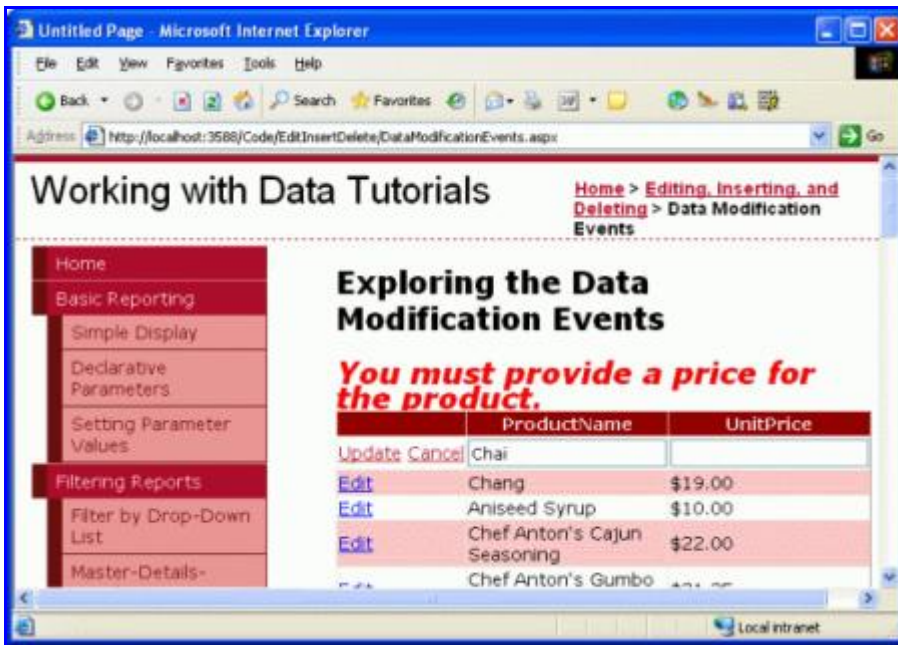 Untitled Page - Microsoft Internet Explorer
File Edit View Favorites Tools Help
Back Search Favorites
Address http://localhost:3588/Code/EditInsertDelete/DataModificationEvents.aspx Go
Working with Data Tutorials
Home > Editing, Inserting, and
Deleting > Data Modification
Events
Home
Basic Reporting
Simple Display
Declarative
Parameters
Setting Parameter
Values
Filtering Reports
Filter by Drop-Down
List
Master-Details-
Exploring the Data
Modification Events
You must provide a price for
the product.
ProductName UnitPrice
Update Cancel Chai
Edit Chang $19.00
Edit Aniseed Syrup $10.00
Edit Chef Anton's Cajun
Seasoning $22.00
Chef Anton's Gumbo
Local intranet